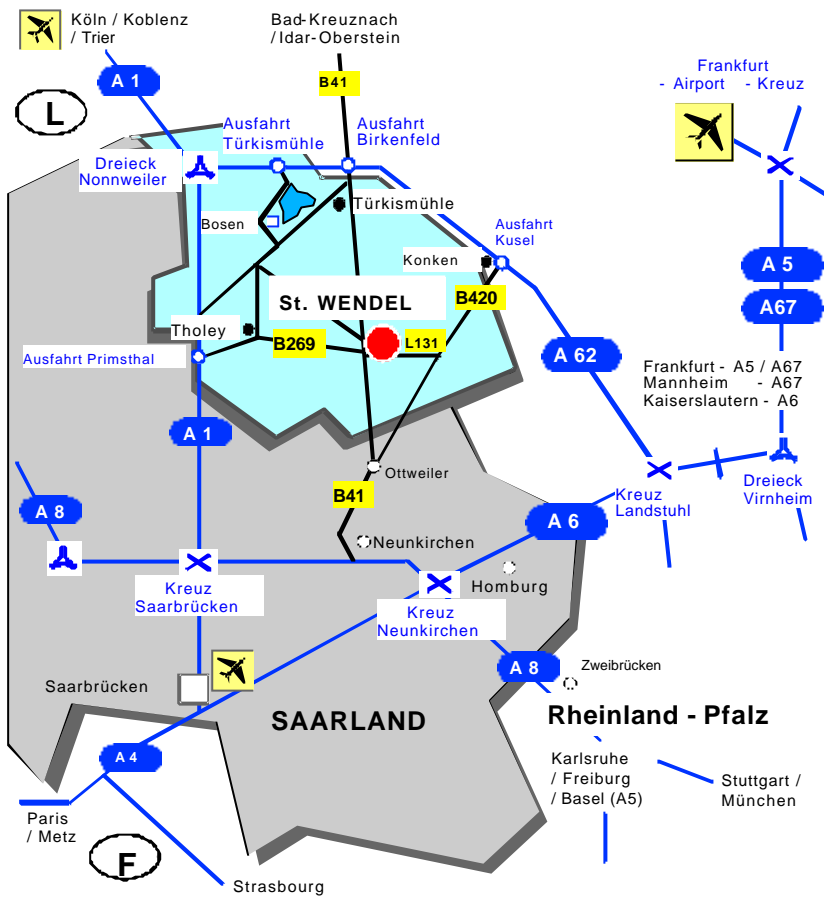 Köln / Koblenz
/ Trier
Bad-Kreuznach
/ Idar-Oberstein
A 1
B41
Frankfurt
- Airport - Kreuz
L
Ausfahrt
Türkismühle
Ausfahrt
Birkenfeld
Dreieck
Nonnweiler
Türkismühle
Bosen
Ausfahrt
Kusel
Konken
A 5
St. WENDEL
B420
A67
Tholey
B269
L131
Ausfahrt Primsthal
A 62
Frankfurt - A5 / A67
Mannheim - A67
Kaiserslautern - A6
A 1
Ottweiler
Dreieck
Virnheim
Kreuz
Landstuhl
B41
A 8
A 6
Neunkirchen
Kreuz
Saarbrücken
Homburg
Kreuz
Neunkirchen
A 8
Zweibrücken
Saarbrücken
SAARLAND
Rheinland - Pfalz
A 4
Karlsruhe
/ Freiburg
/ Basel (A5)
Stuttgart /
München
Paris
/ Metz
F
Strasbourg